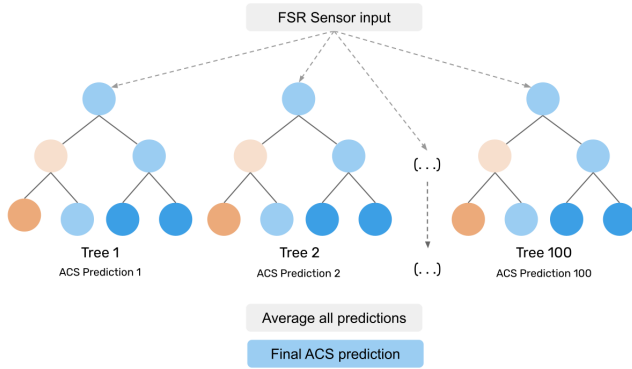 FSR Sensor input
(...)
Tree 1
Tree 2
Tree 100
ACS Prediction 1
ACS Prediction 2
(...)
ACS Prediction 100
Average all predictions
Final ACS prediction